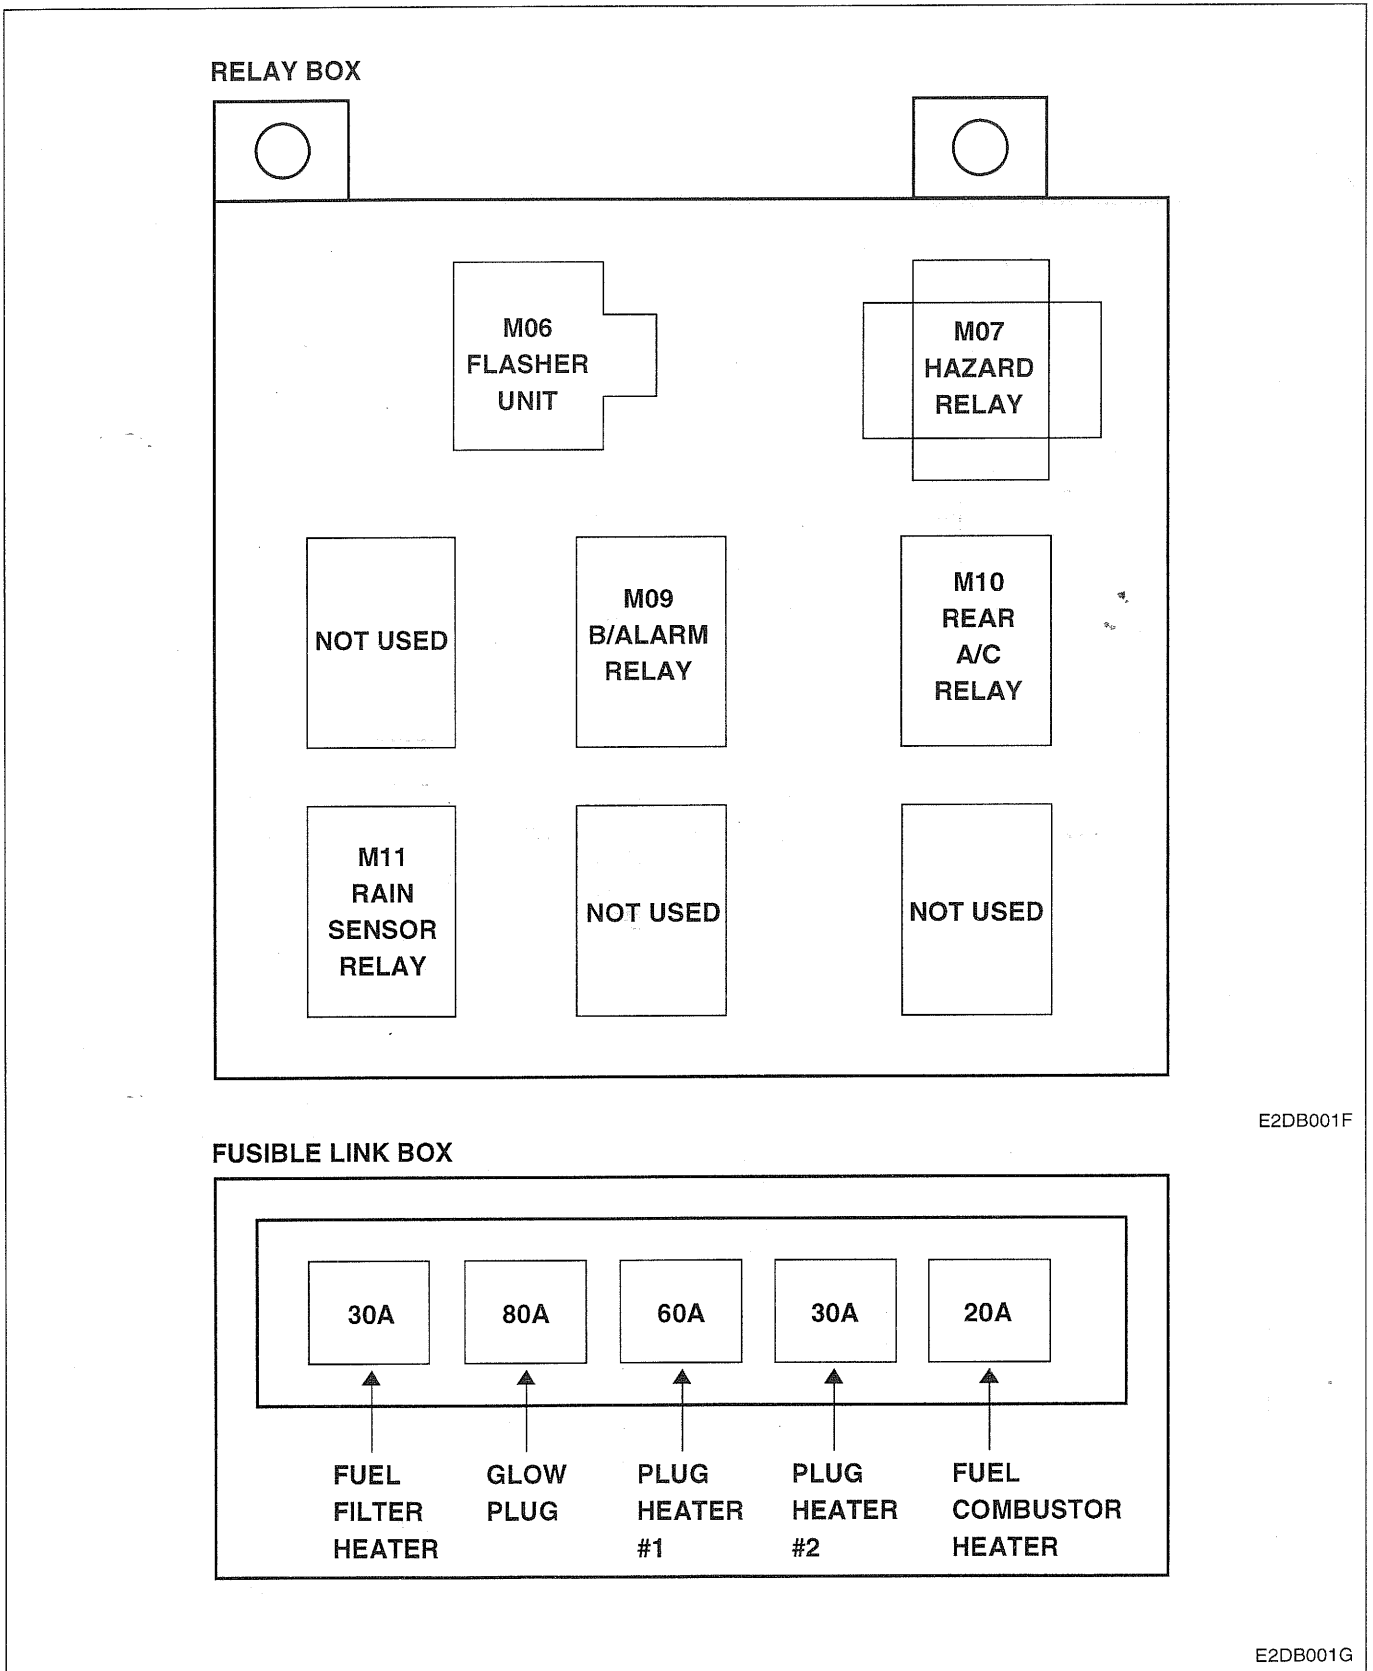 RELAY BOX
M06
FLASHER
UNIT
M07
HAZARD
RELAY
NOT USED
M09
B/ALARM
RELAY
M10
REAR
A/C
RELAY
M11
RAIN
SENSOR
RELAY
NOT USED
NOT USED
E2DB001F
FUSIBLE LINK BOX
30A
80A
60A
30A
20A
FUEL
FILTER
HEATER
GLOW
PLUG
PLUG
HEATER
#1
PLUG
HEATER
#2
FUEL
COMBUSTOR
HEATER
E2DB001G